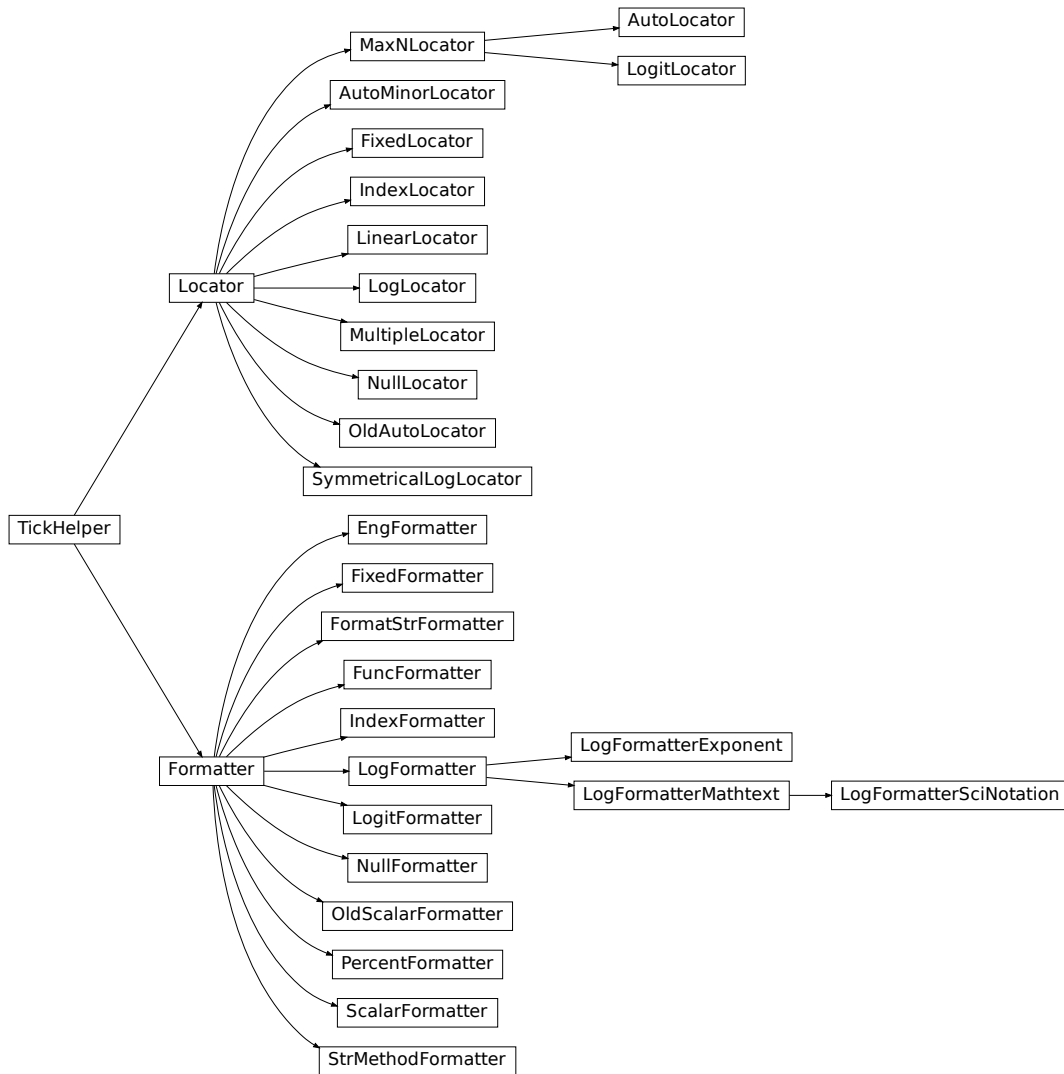 AutoLocator
MaxNLocator
LogitLocator
AutoMinorLocator
FixedLocator
IndexLocator
LinearLocator
Locator
LogLocator
MultipleLocator
NullLocator
OldAutoLocator
SymmetricalLogLocator
TickHelper
EngFormatter
FixedFormatter
FormatStrFormatter
FuncFormatter
IndexFormatter
LogFormatterExponent
Formatter
LogFormatter
LogFormatterMathtext
LogFormatterSciNotation
LogitFormatter
NullFormatter
OldScalarFormatter
PercentFormatter
ScalarFormatter
StrMethodFormatter